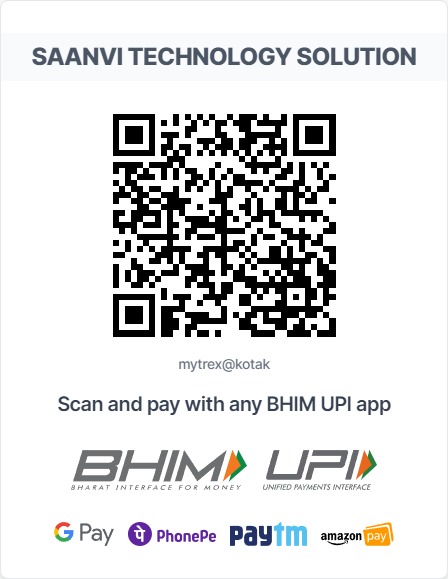 SAANVI TECHNOLOGY SOLUTION
mytrex@kotak
Scan and pay with any BHIM UPI app
BHIM UPI
BHARAT INTERFACE FOR MONEY UNIFIED PAYMENTS INTERFACE
G Pay पे PhonePe paytm amazon pay